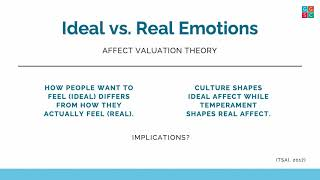 Ideal vs. Real Emotions
AFFECT VALUATION THEORY
HOW PEOPLE WANT TO
FEEL (IDEAL) DIFFERS
FROM HOW THEY
ACTUALLY FEEL (REAL).
CULTURE SHAPES
IDEAL AFFECT WHILE
TEMPERAMENT
SHAPES REAL AFFECT.
IMPLICATIONS?
(TSAI, 2017)